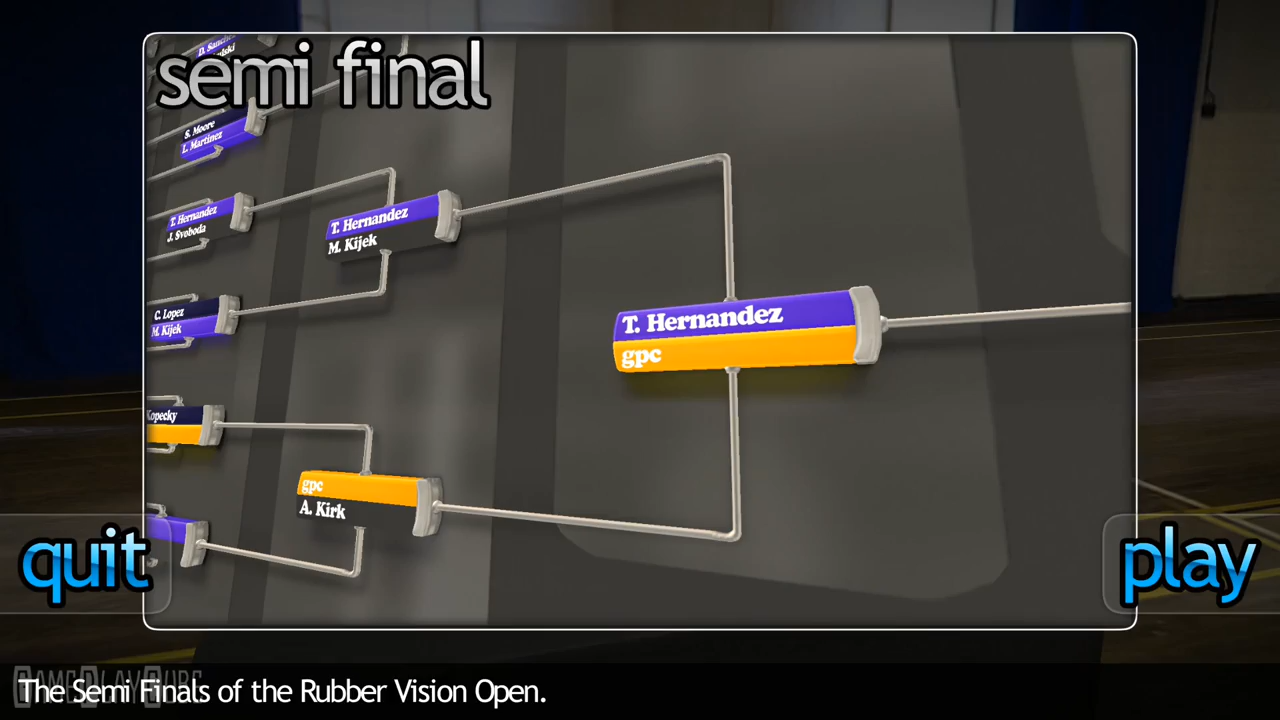 semi final
D. Sanchez
S. Moore
L. Martinez
T. Hernandez
J. Svoboda
C. Lopez
M. Kijek
Kopecky
T. Hernandez
M. Kijek
gpc
A. Kirk
T. Hernandez
gpc
quit
play
The Semi Finals of the Rubber Vision Open.